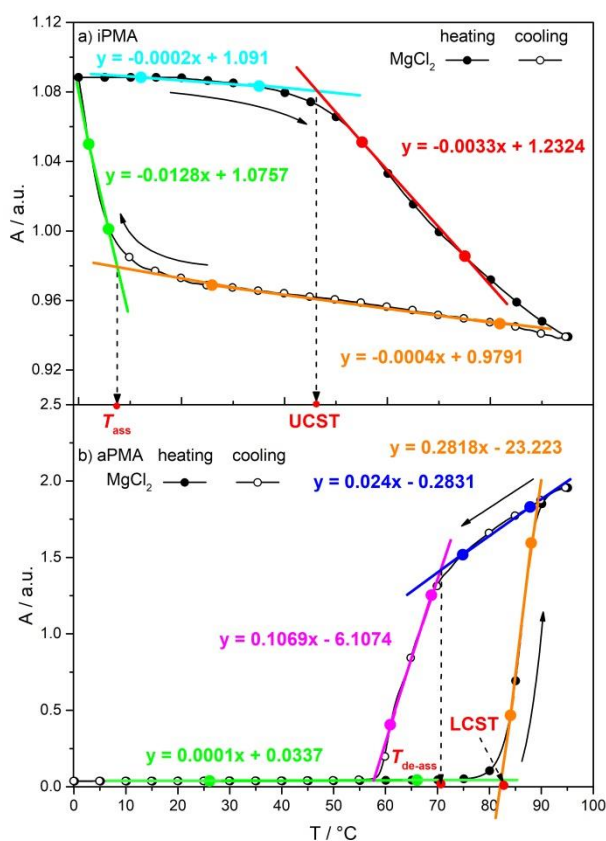 1.12
a) iPMA
heating cooling
MgCl2
y = -0.0002x + 1.091
1.08
y = -0.0033x + 1.2324
y = -0.0128x + 1.0757
1.04
A / a.u.
1.00
0.96
y = -0.0004x + 0.9791
0.92
Tass
UCST
2.5
b) aPMA heating cooling
MgCl2
y = 0.2818x - 23.223
y = 0.024x - 0.2831
2.0
1.5
A / a.u.
y = 0.1069x - 6.1074
1.0
LCST
0.5
Tde-ass
y = 0.0001x + 0.0337
0.0
0 10 20 30 40 50 60 70 80 90 100
T / °C